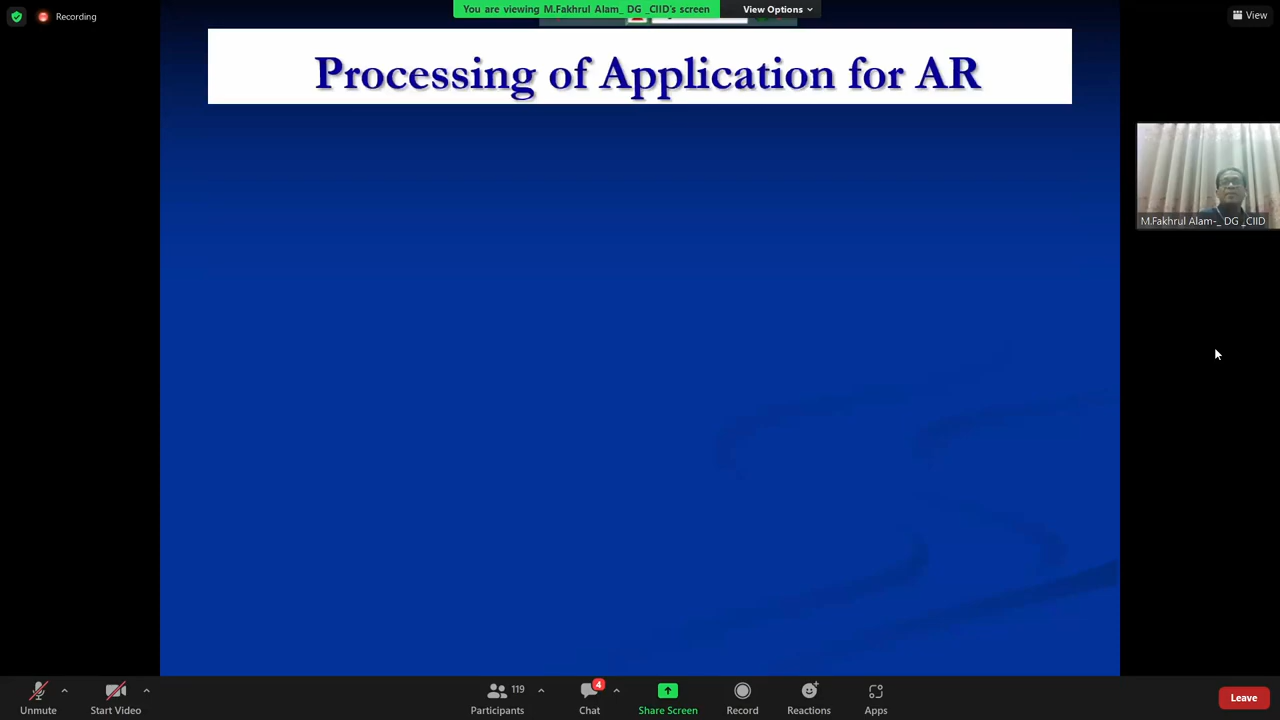 Recording
You are viewing M.Fakhrul Alam_ DG _CIID's screen
View Options
View
Processing of Application for AR
M.Fakhrul Alam-_ DG _CIID
Unmute
Start Video
119
Participants
4
Chat
Share Screen
Record
Reactions
Apps
Leave